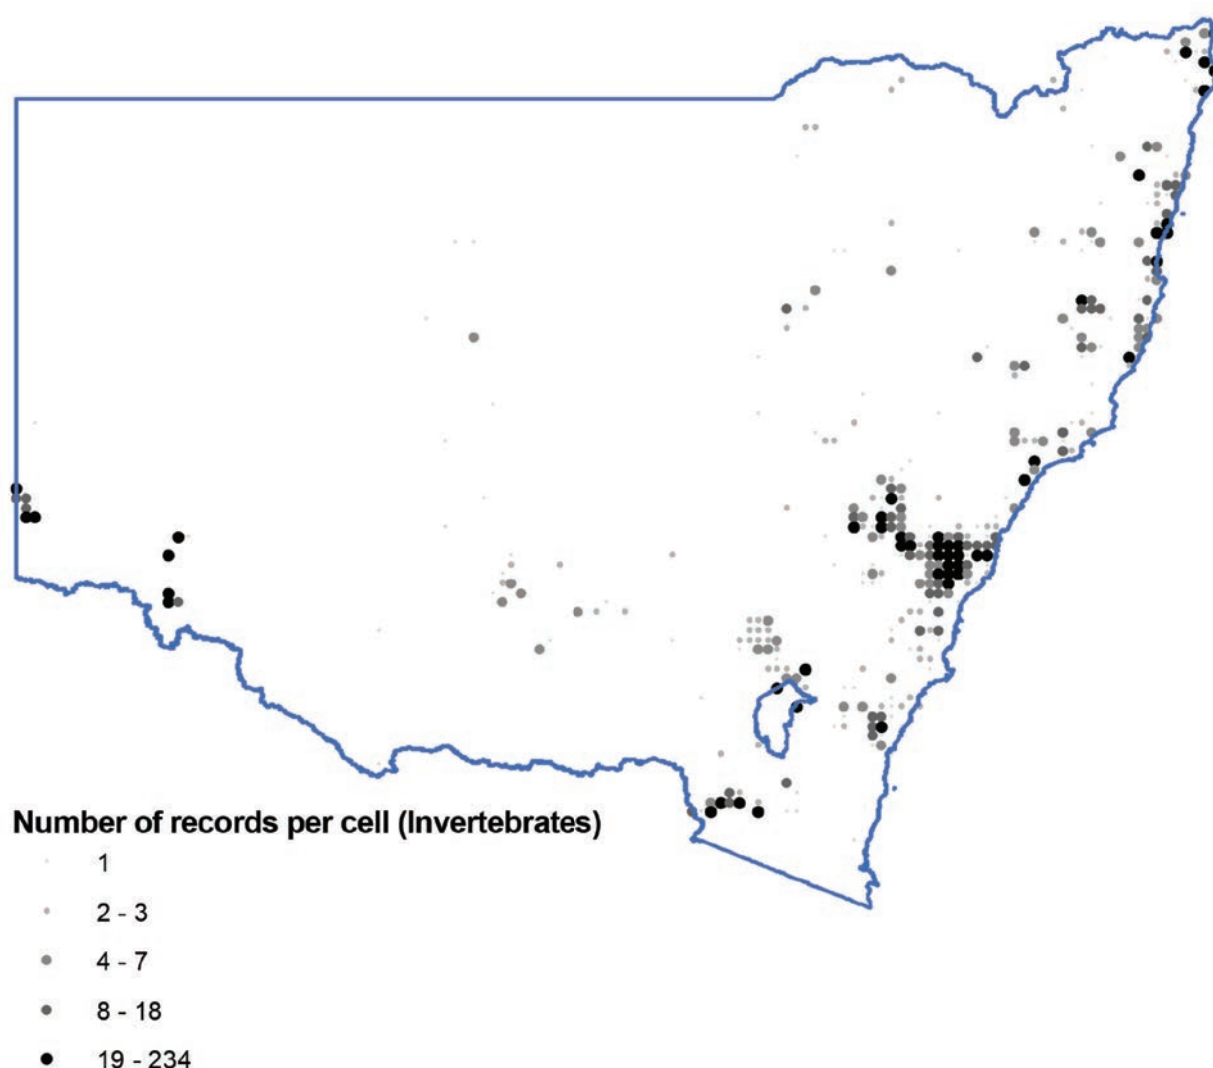 Number of records per cell (Invertebrates)
1
2 - 3
4 - 7
8 - 18
19 - 234